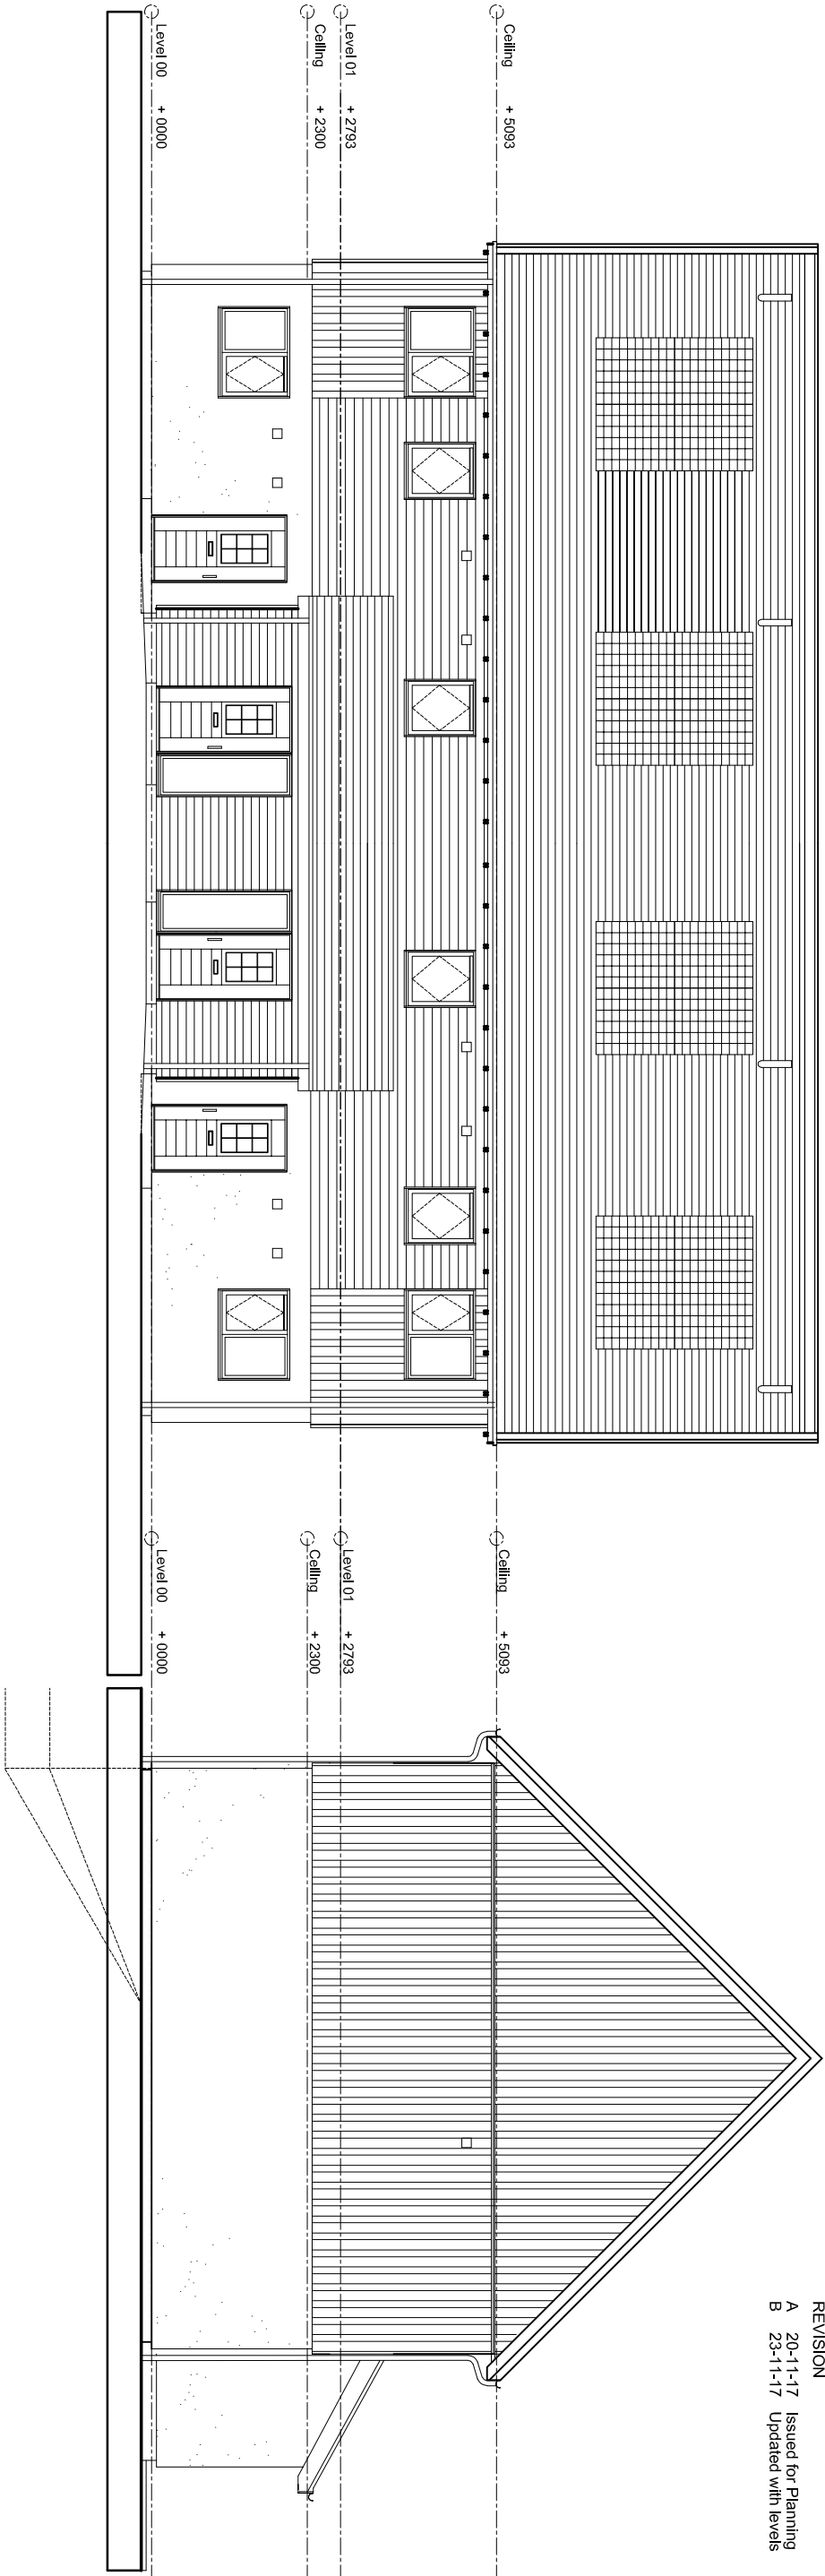 REVISION
A 20-11-17 Issued for Planning
B 23-11-17 Updated with levels
Ceiling + 5093
Level 01 + 2793
Ceiling + 2300
Level 00 + 0000
Ceiling + 5093
Level 01 + 2793
Ceiling + 2300
Level 00 + 0000